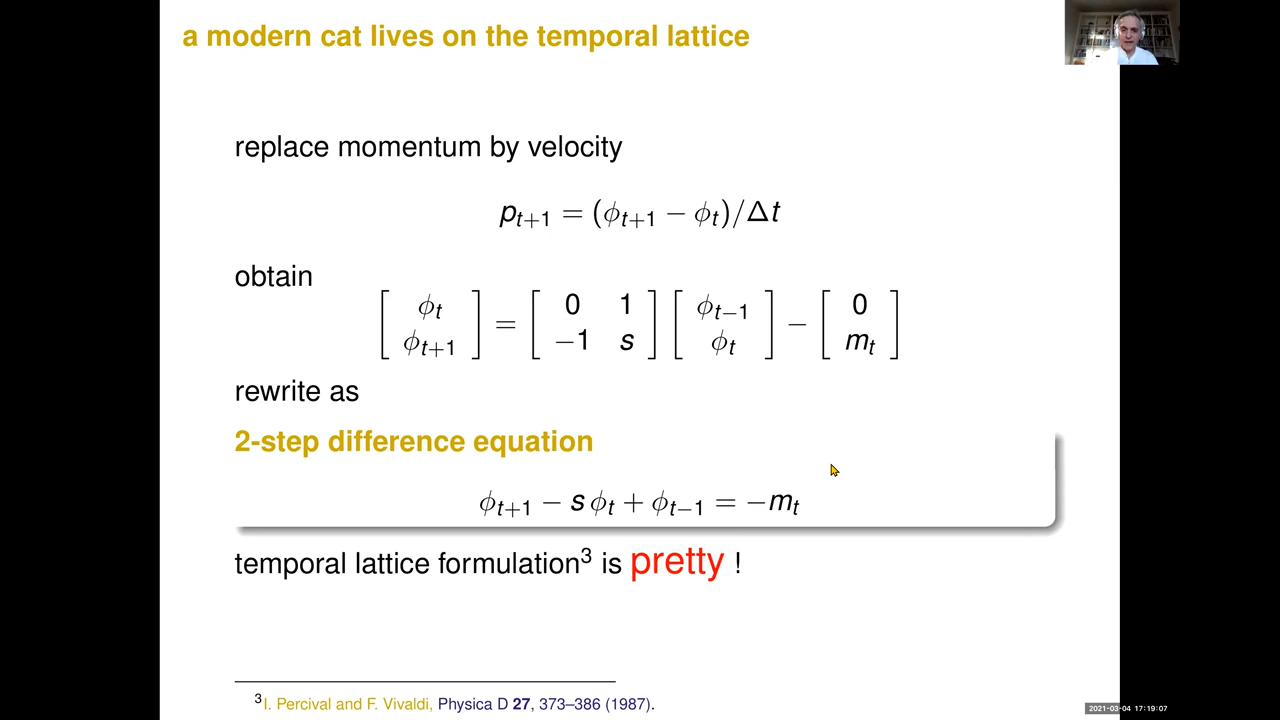 a modern cat lives on the temporal lattice
replace momentum by velocity
p_{t+1} = (ϕ_{t+1} − ϕ_t)/Δt
obtain
[ ϕ_t ; ϕ_{t+1} ] = [ 0 1 ; −1 s ] [ ϕ_{t−1} ; ϕ_t ] − [ 0 ; m_t ]
rewrite as
2-step difference equation
ϕ_{t+1} − s ϕ_t + ϕ_{t−1} = −m_t
temporal lattice formulation³ is pretty !
³I. Percival and F. Vivaldi, Physica D 27, 373–386 (1987).
2021-03-04 17:19:07